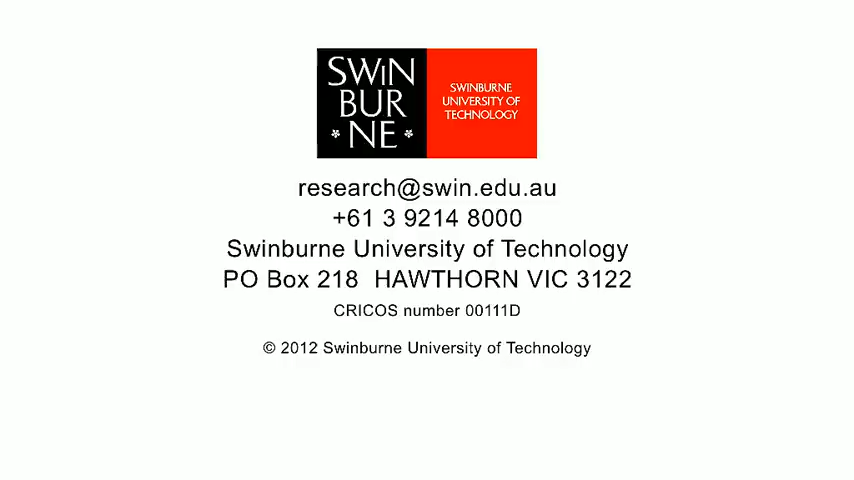 SWIN
BUR
NE
SWINBURNE
UNIVERSITY OF
TECHNOLOGY
research@swin.edu.au
+61 3 9214 8000
Swinburne University of Technology
PO Box 218 HAWTHORN VIC 3122
CRICOS number 00111D
© 2012 Swinburne University of Technology